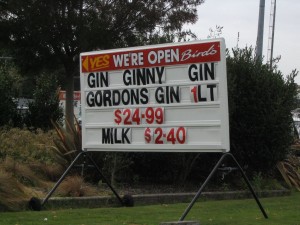 YES WE'RE OPEN Birds
GIN GINNY GIN
GORDONS GIN 1LT
$24-99
MILK $2-40